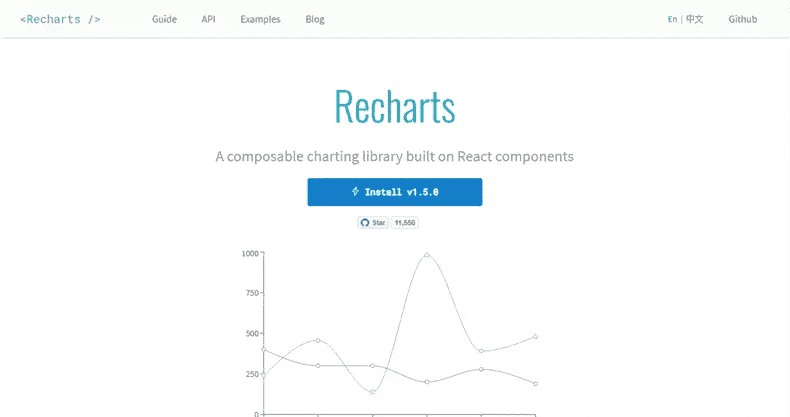 <Recharts />
Guide API Examples Blog
En | 中文 Github
Recharts
A composable charting library built on React components
Install v1.5.0
Star 11,550
1000
750
500
250
0